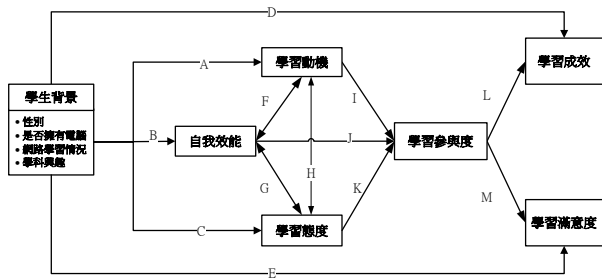 D
學習動機
學習成效
A
學生背景
• 性別
• 是否擁有電腦
• 網路學習情況
• 學科興趣
F
I
L
B
自我效能
J
學習參與度
H
G
K
M
C
學習態度
學習滿意度
E